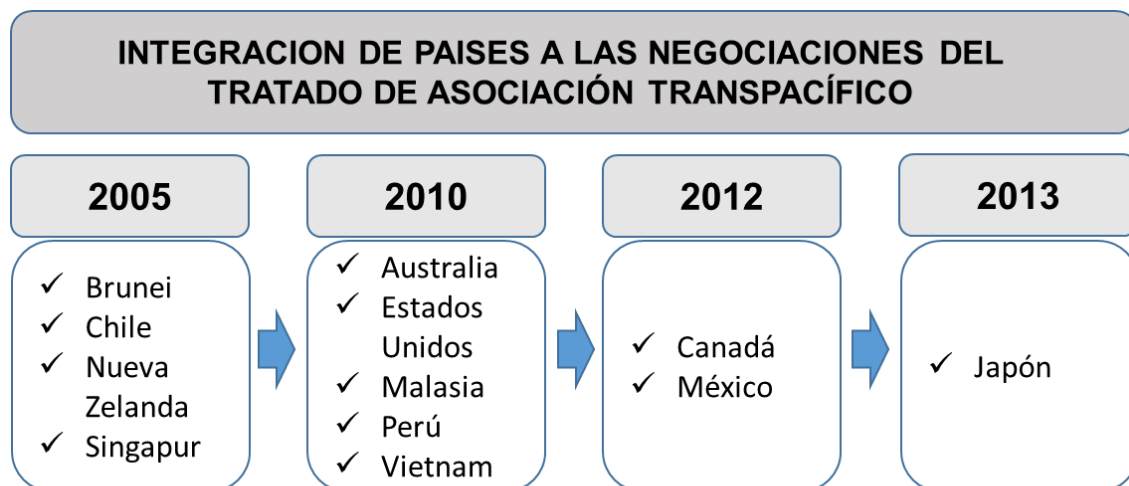 INTEGRACION DE PAISES A LAS NEGOCIACIONES DEL
TRATADO DE ASOCIACIÓN TRANSPACÍFICO
2005
✓ Brunei
✓ Chile
✓ Nueva
Zelanda
✓ Singapur
2010
✓ Australia
✓ Estados
Unidos
✓ Malasia
✓ Perú
✓ Vietnam
2012
✓ Canadá
✓ México
2013
✓ Japón